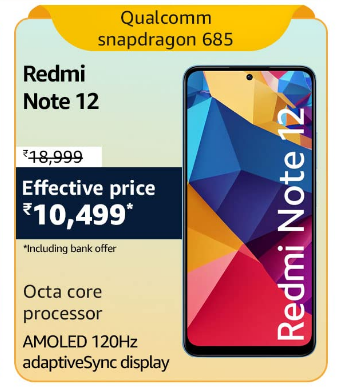 Qualcomm
snapdragon 685
Redmi
Note 12
₹18,999
Effective price
₹10,499*
*Including bank offer
Octa core
processor
AMOLED 120Hz
adaptiveSync display
Redmi Note 12